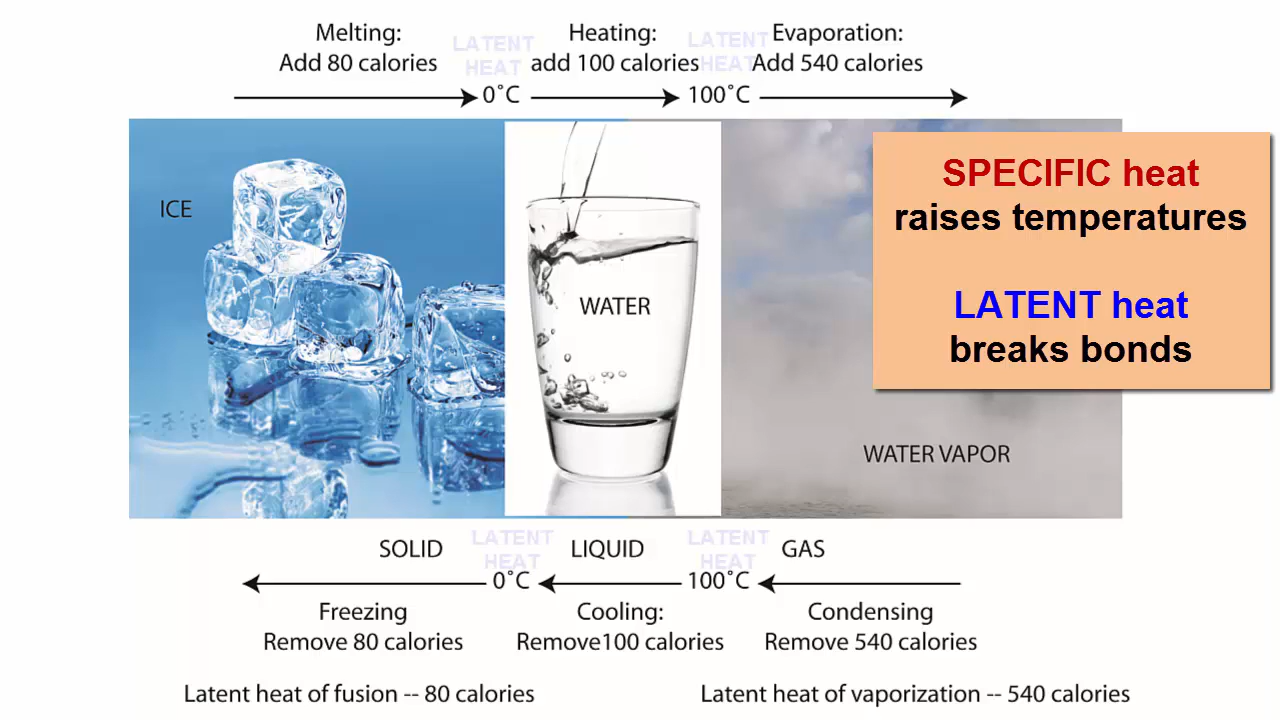 Melting:
Add 80 calories
LATENT
HEAT
Heating:
add 100 calories
LATENT
HEAT
Evaporation:
Add 540 calories
0˚C
100˚C
ICE
WATER
WATER VAPOR
SPECIFIC heat
raises temperatures
LATENT heat
breaks bonds
SOLID
LATENT
HEAT
LIQUID
LATENT
HEAT
GAS
0˚C
100˚C
Freezing
Remove 80 calories
Cooling:
Remove100 calories
Condensing
Remove 540 calories
Latent heat of fusion -- 80 calories
Latent heat of vaporization -- 540 calories